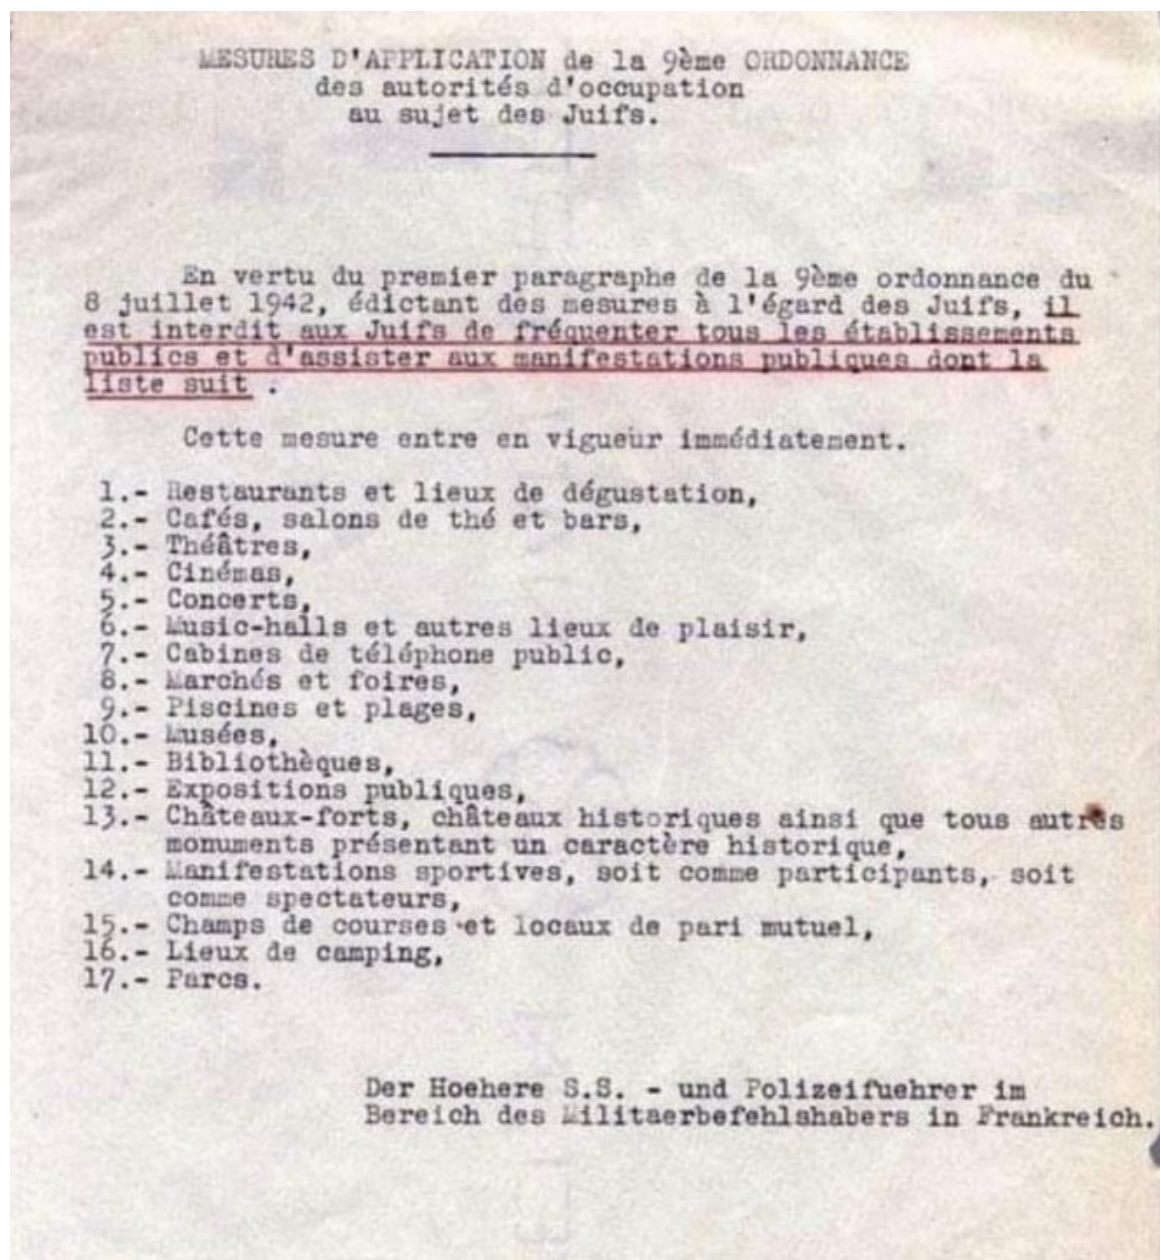 MESURES D'APPLICATION de la 9ème ORDONNANCE
des autorités d'occupation
au sujet des Juifs.
En vertu du premier paragraphe de la 9ème ordonnance du
8 juillet 1942, édictant des mesures à l'égard des Juifs, il
est interdit aux Juifs de fréquenter tous les établissements
publics et d'assister aux manifestations publiques dont la
liste suit .
Cette mesure entre en vigueur immédiatement.
1.- Restaurants et lieux de dégustation,
2.- Cafés, salons de thé et bars,
3.- Théâtres,
4.- Cinémas,
5.- Concerts,
6.- Music-halls et autres lieux de plaisir,
7.- Cabines de téléphone public,
8.- Marchés et foires,
9.- Piscines et plages,
10.- Musées,
11.- Bibliothèques,
12.- Expositions publiques,
13.- Châteaux-forts, châteaux historiques ainsi que tous autres
monuments présentant un caractère historique,
14.- Manifestations sportives, soit comme participants, soit
comme spectateurs,
15.- Champs de courses et locaux de pari mutuel,
16.- Lieux de camping,
17.- Parcs.
Der Hoehere S.S. - und Polizeifuehrer im
Bereich des Militaerbefehlshabers in Frankreich.